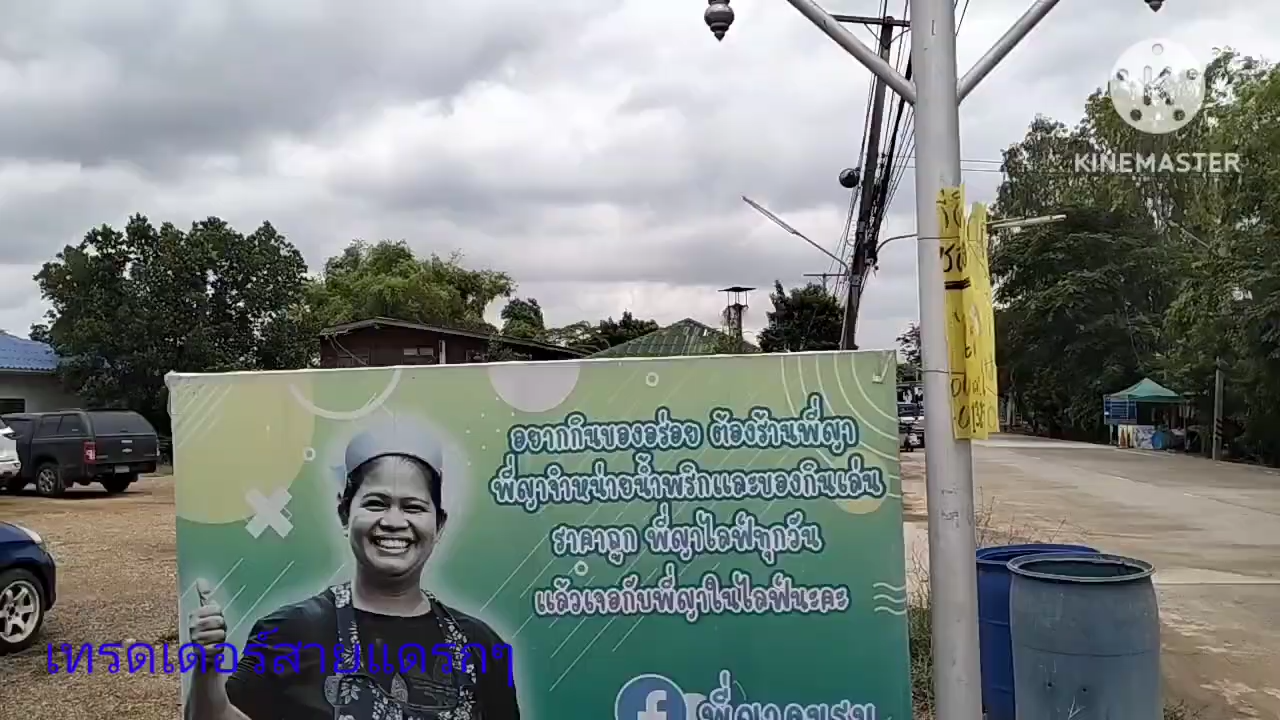 KINEMASTER
อยากกินของอร่อย ต้องร้านพี่ญา
พี่ญาจำหน่ายน้ำพริกและของกินเล่น
ราคาถูก พี่ญาไลฟ์ทุกวัน
แล้วเจอกับพี่ญาในไลฟ์นะคะ
พี่ญา
เทรดเดอร์สายแดรกๆ